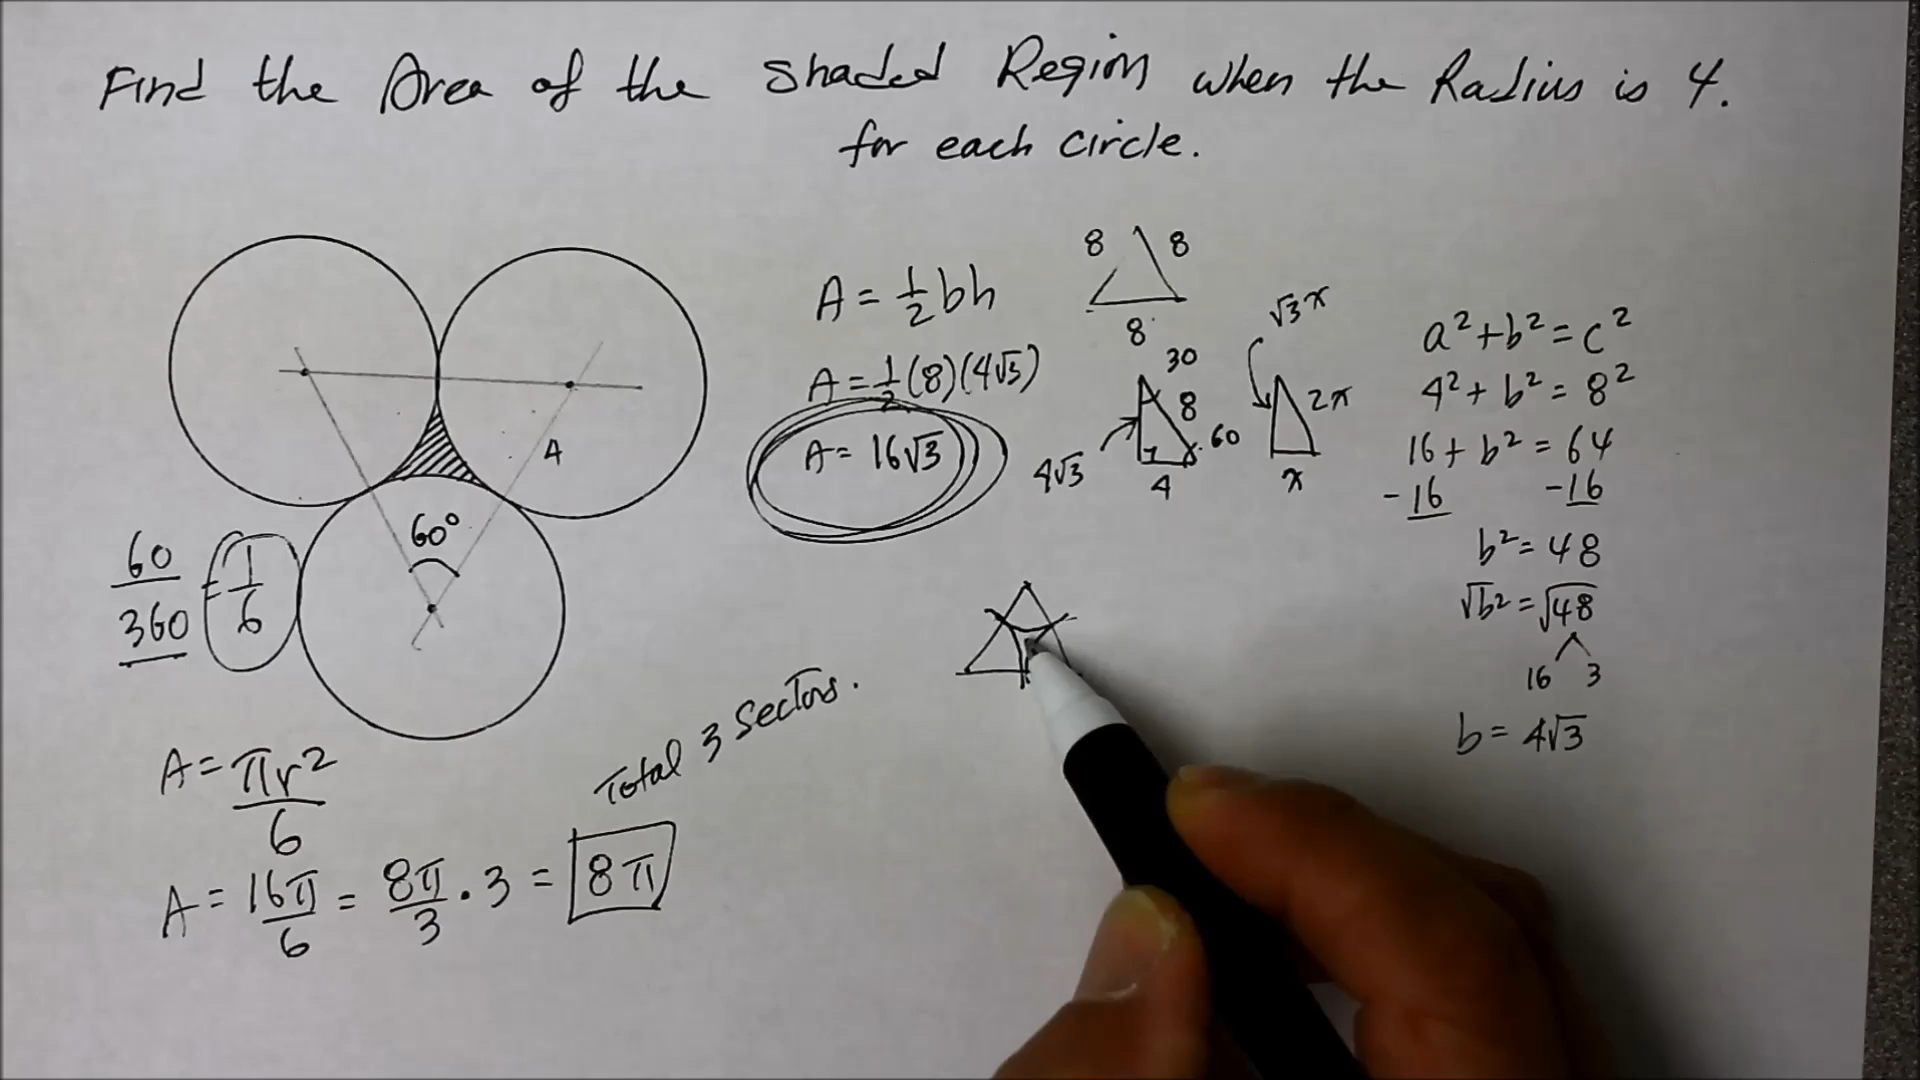 Find the Area of the Shaded Region when the Radius is 4.
for each circle.
A = 1/2 bh
8 8
8
A = 1/2 (8)(4√3)
A = 16√3
30
8
60
4√3
4
√3x
2x
x
a² + b² = c²
4² + b² = 8²
16 + b² = 64
-16 -16
b² = 48
√b² = √48
16 3
b = 4√3
4
60°
60/360 = 1/6
Total 3 Sectors.
A = πr²/6
A = 16π/6 = 8π/3 · 3 = 8π